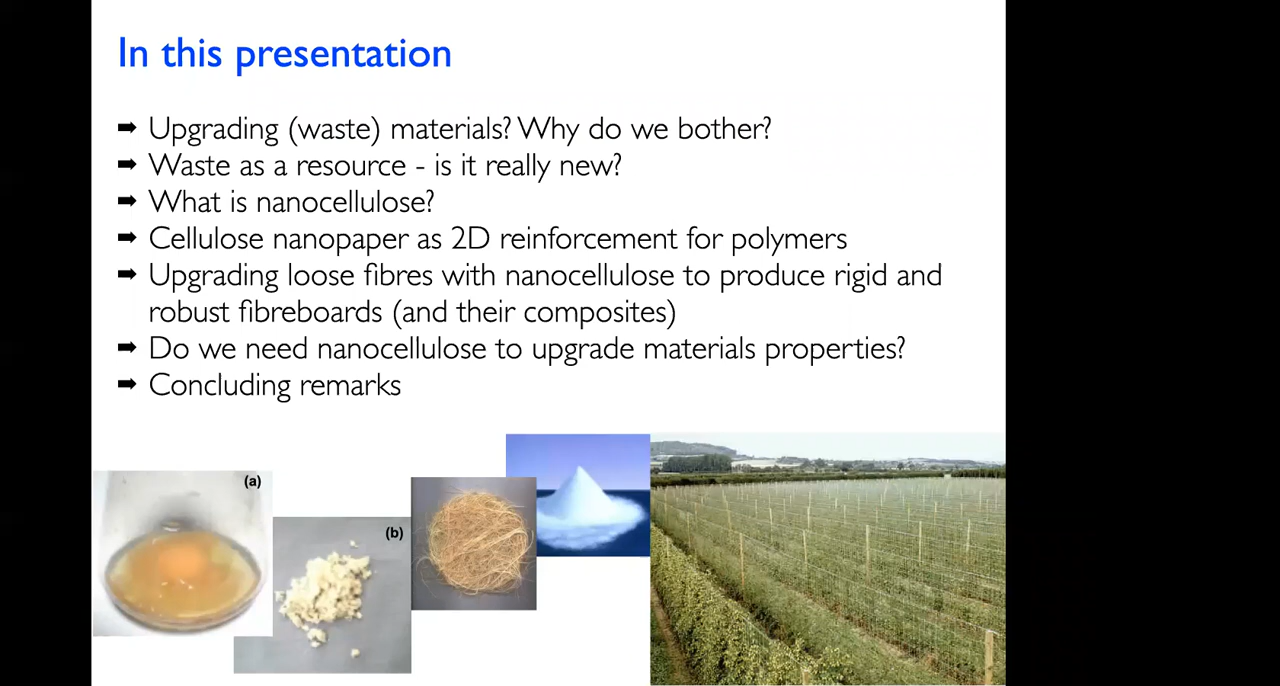 In this presentation
➡ Upgrading (waste) materials? Why do we bother?
➡ Waste as a resource - is it really new?
➡ What is nanocellulose?
➡ Cellulose nanopaper as 2D reinforcement for polymers
➡ Upgrading loose fibres with nanocellulose to produce rigid and
robust fibreboards (and their composites)
➡ Do we need nanocellulose to upgrade materials properties?
➡ Concluding remarks
(a)
(b)